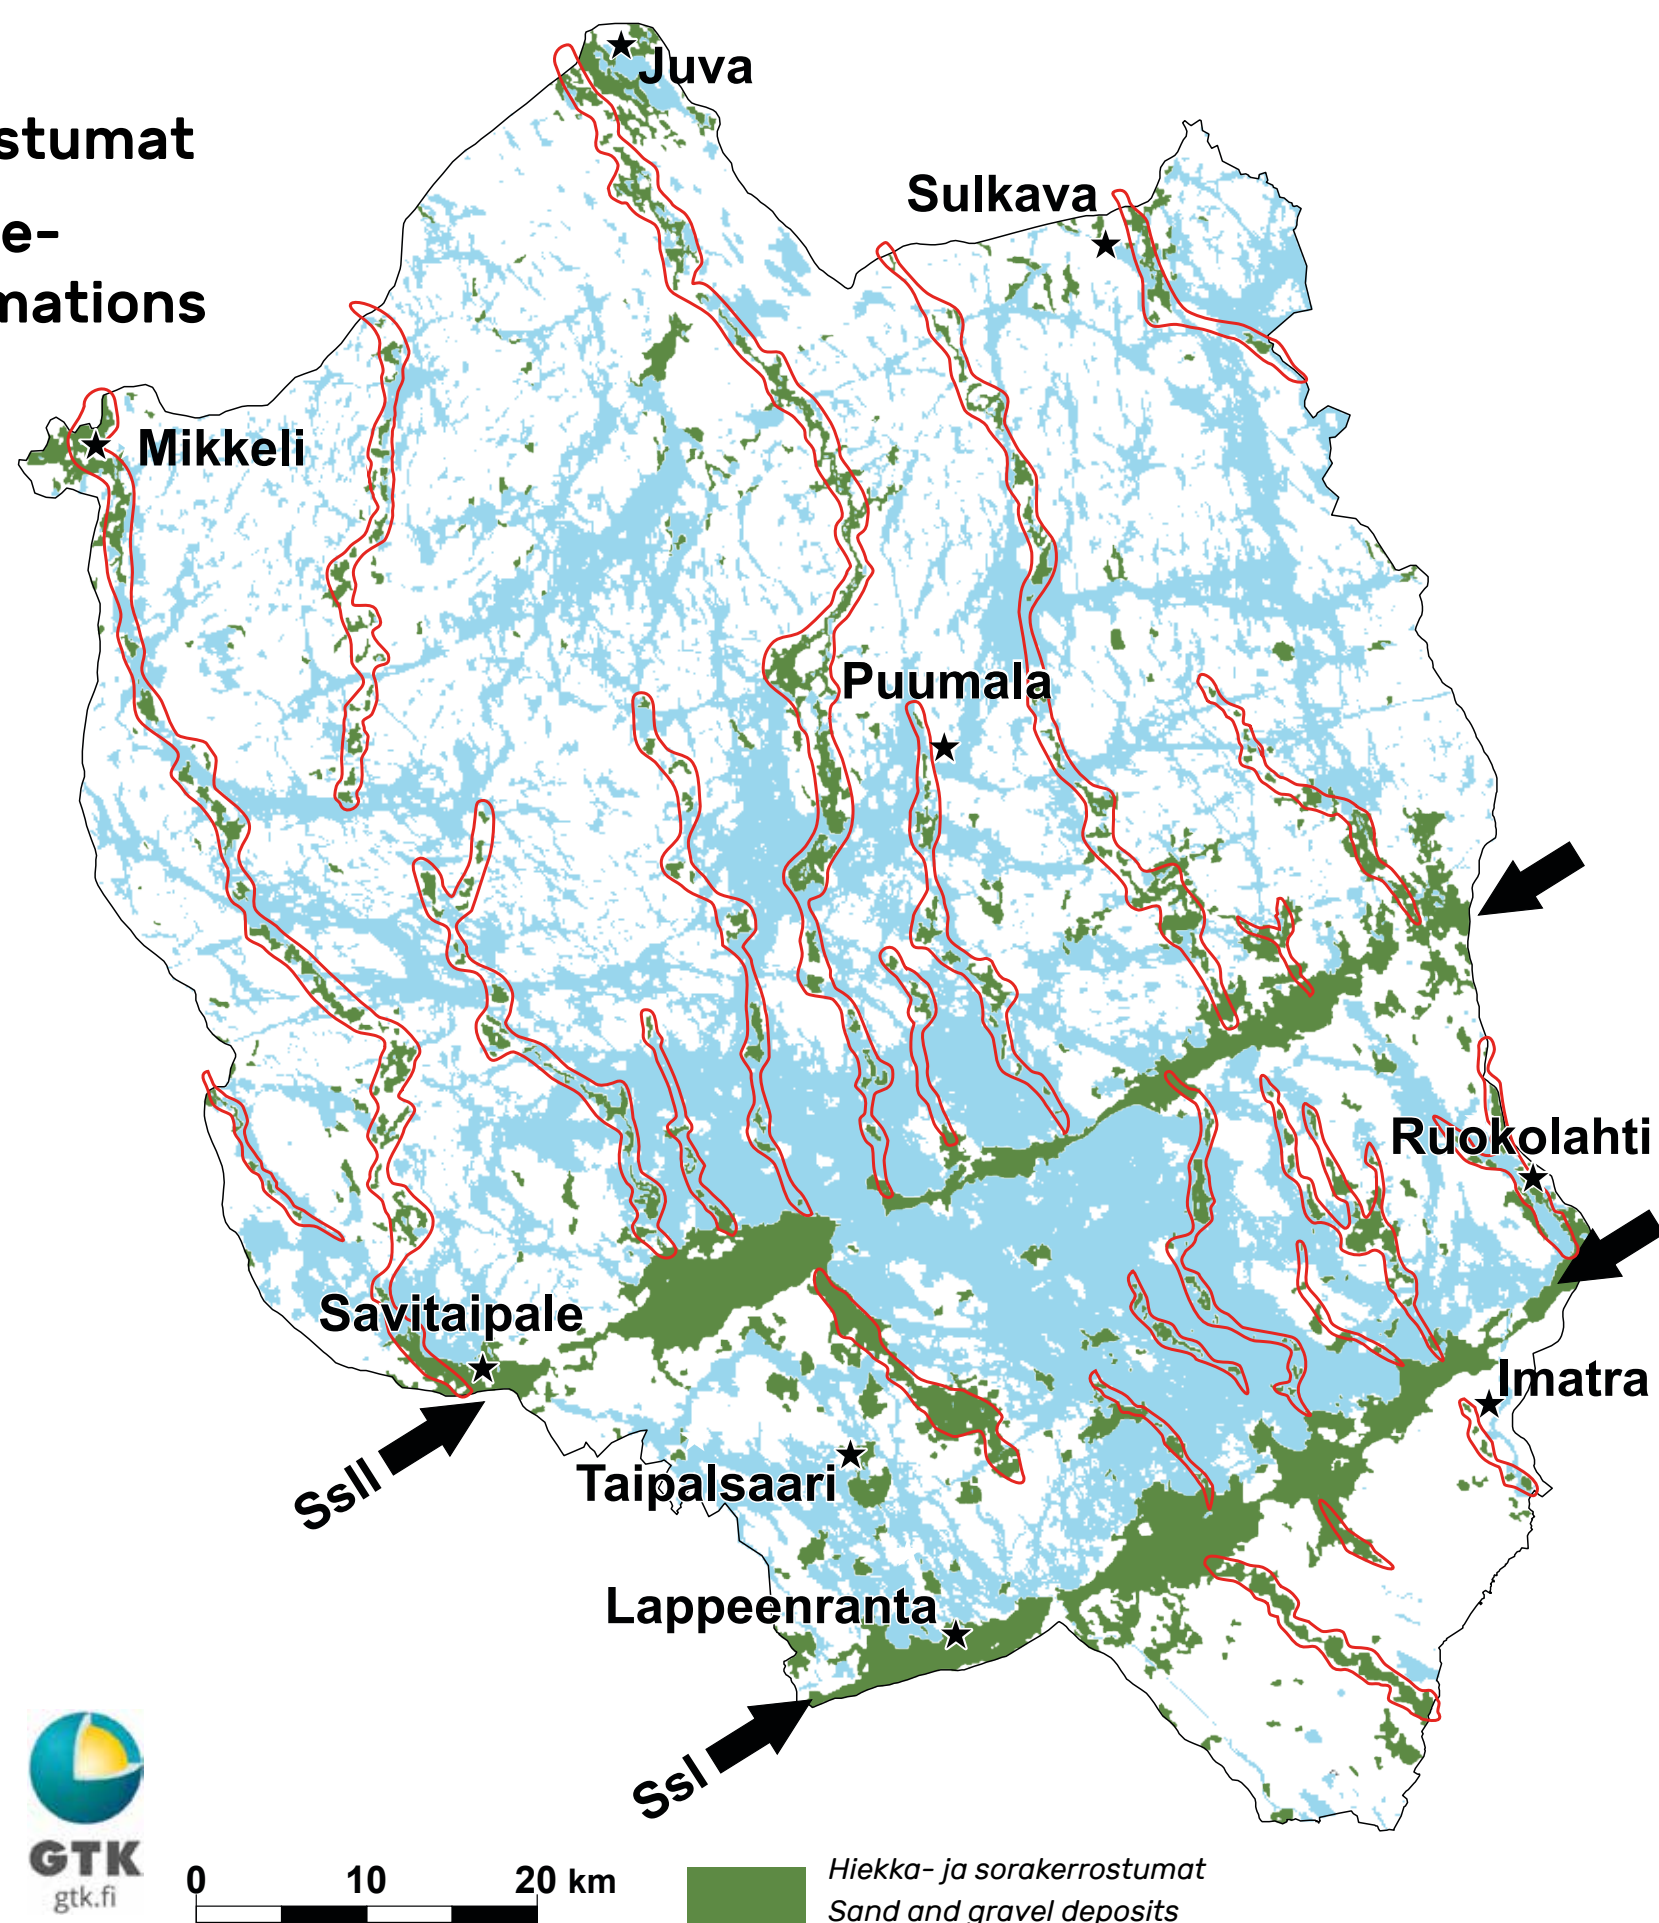 Juva
stumat
Sulkava
e-
mations
Mikkeli
Puumala
Ruokolahti
Savitaipale
Imatra
SsII
Taipalsaari
Lappeenranta
SsI
GTK
gtk.fi
0 10 20 km
Hiekka- ja sorakerrostumat
Sand and gravel deposits